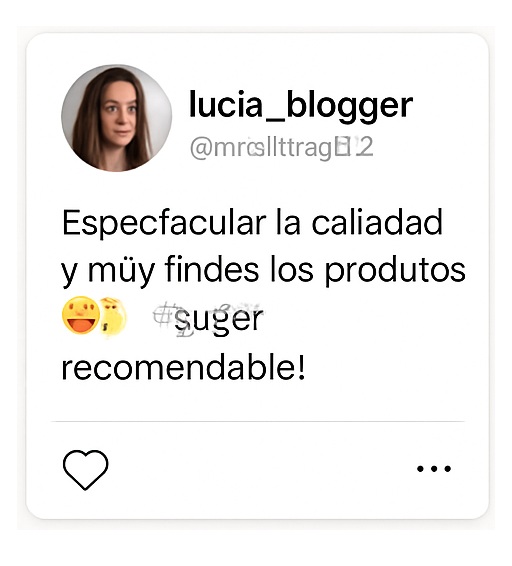 lucia_blogger
Especfacular la caliadad
y müy findes los produtos
suger
recomendable!